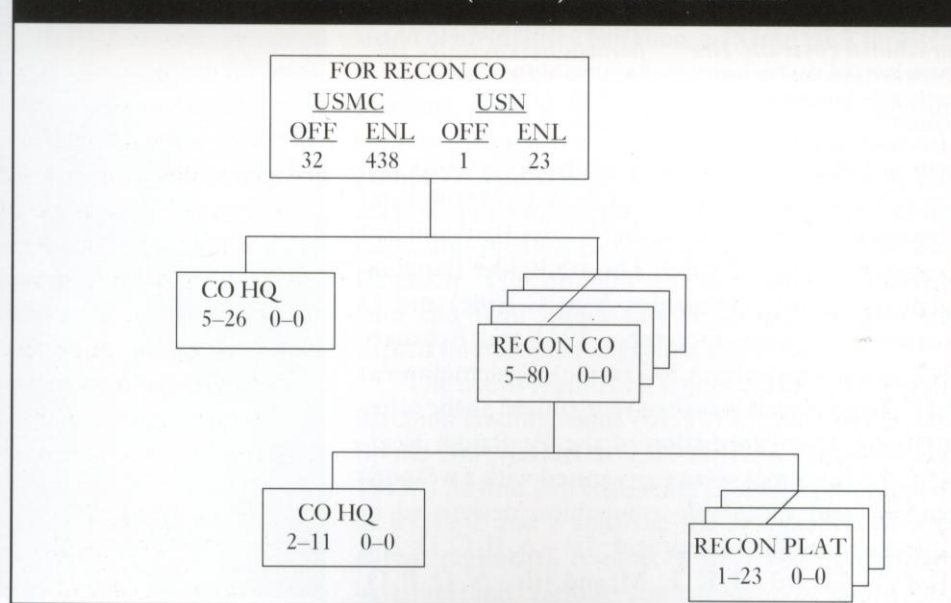 FOR RECON CO
USMC USN
OFF ENL OFF ENL
32 438 1 23
CO HQ
5–26 0–0
RECON CO
5–80 0–0
CO HQ
2–11 0–0
RECON PLAT
1–23 0–0